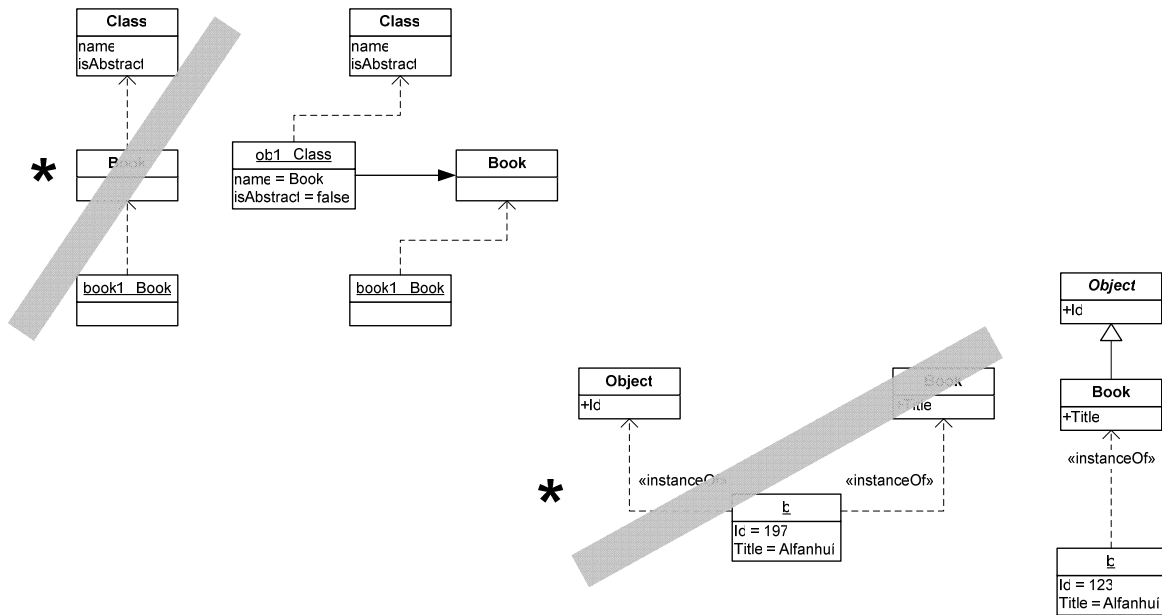 Class
name
isAbstract
*
Book
book1 Book
Class
name
isAbstract
ob1 Class
name = Book
isAbstract = false
Book
book1 Book
Object
+Id
Book
+Title
«instanceOf»
«instanceOf»
*
b
Id = 197
Title = Alfanhuí
Object
+Id
Book
+Title
«instanceOf»
b
Id = 123
Title = Alfanhuí